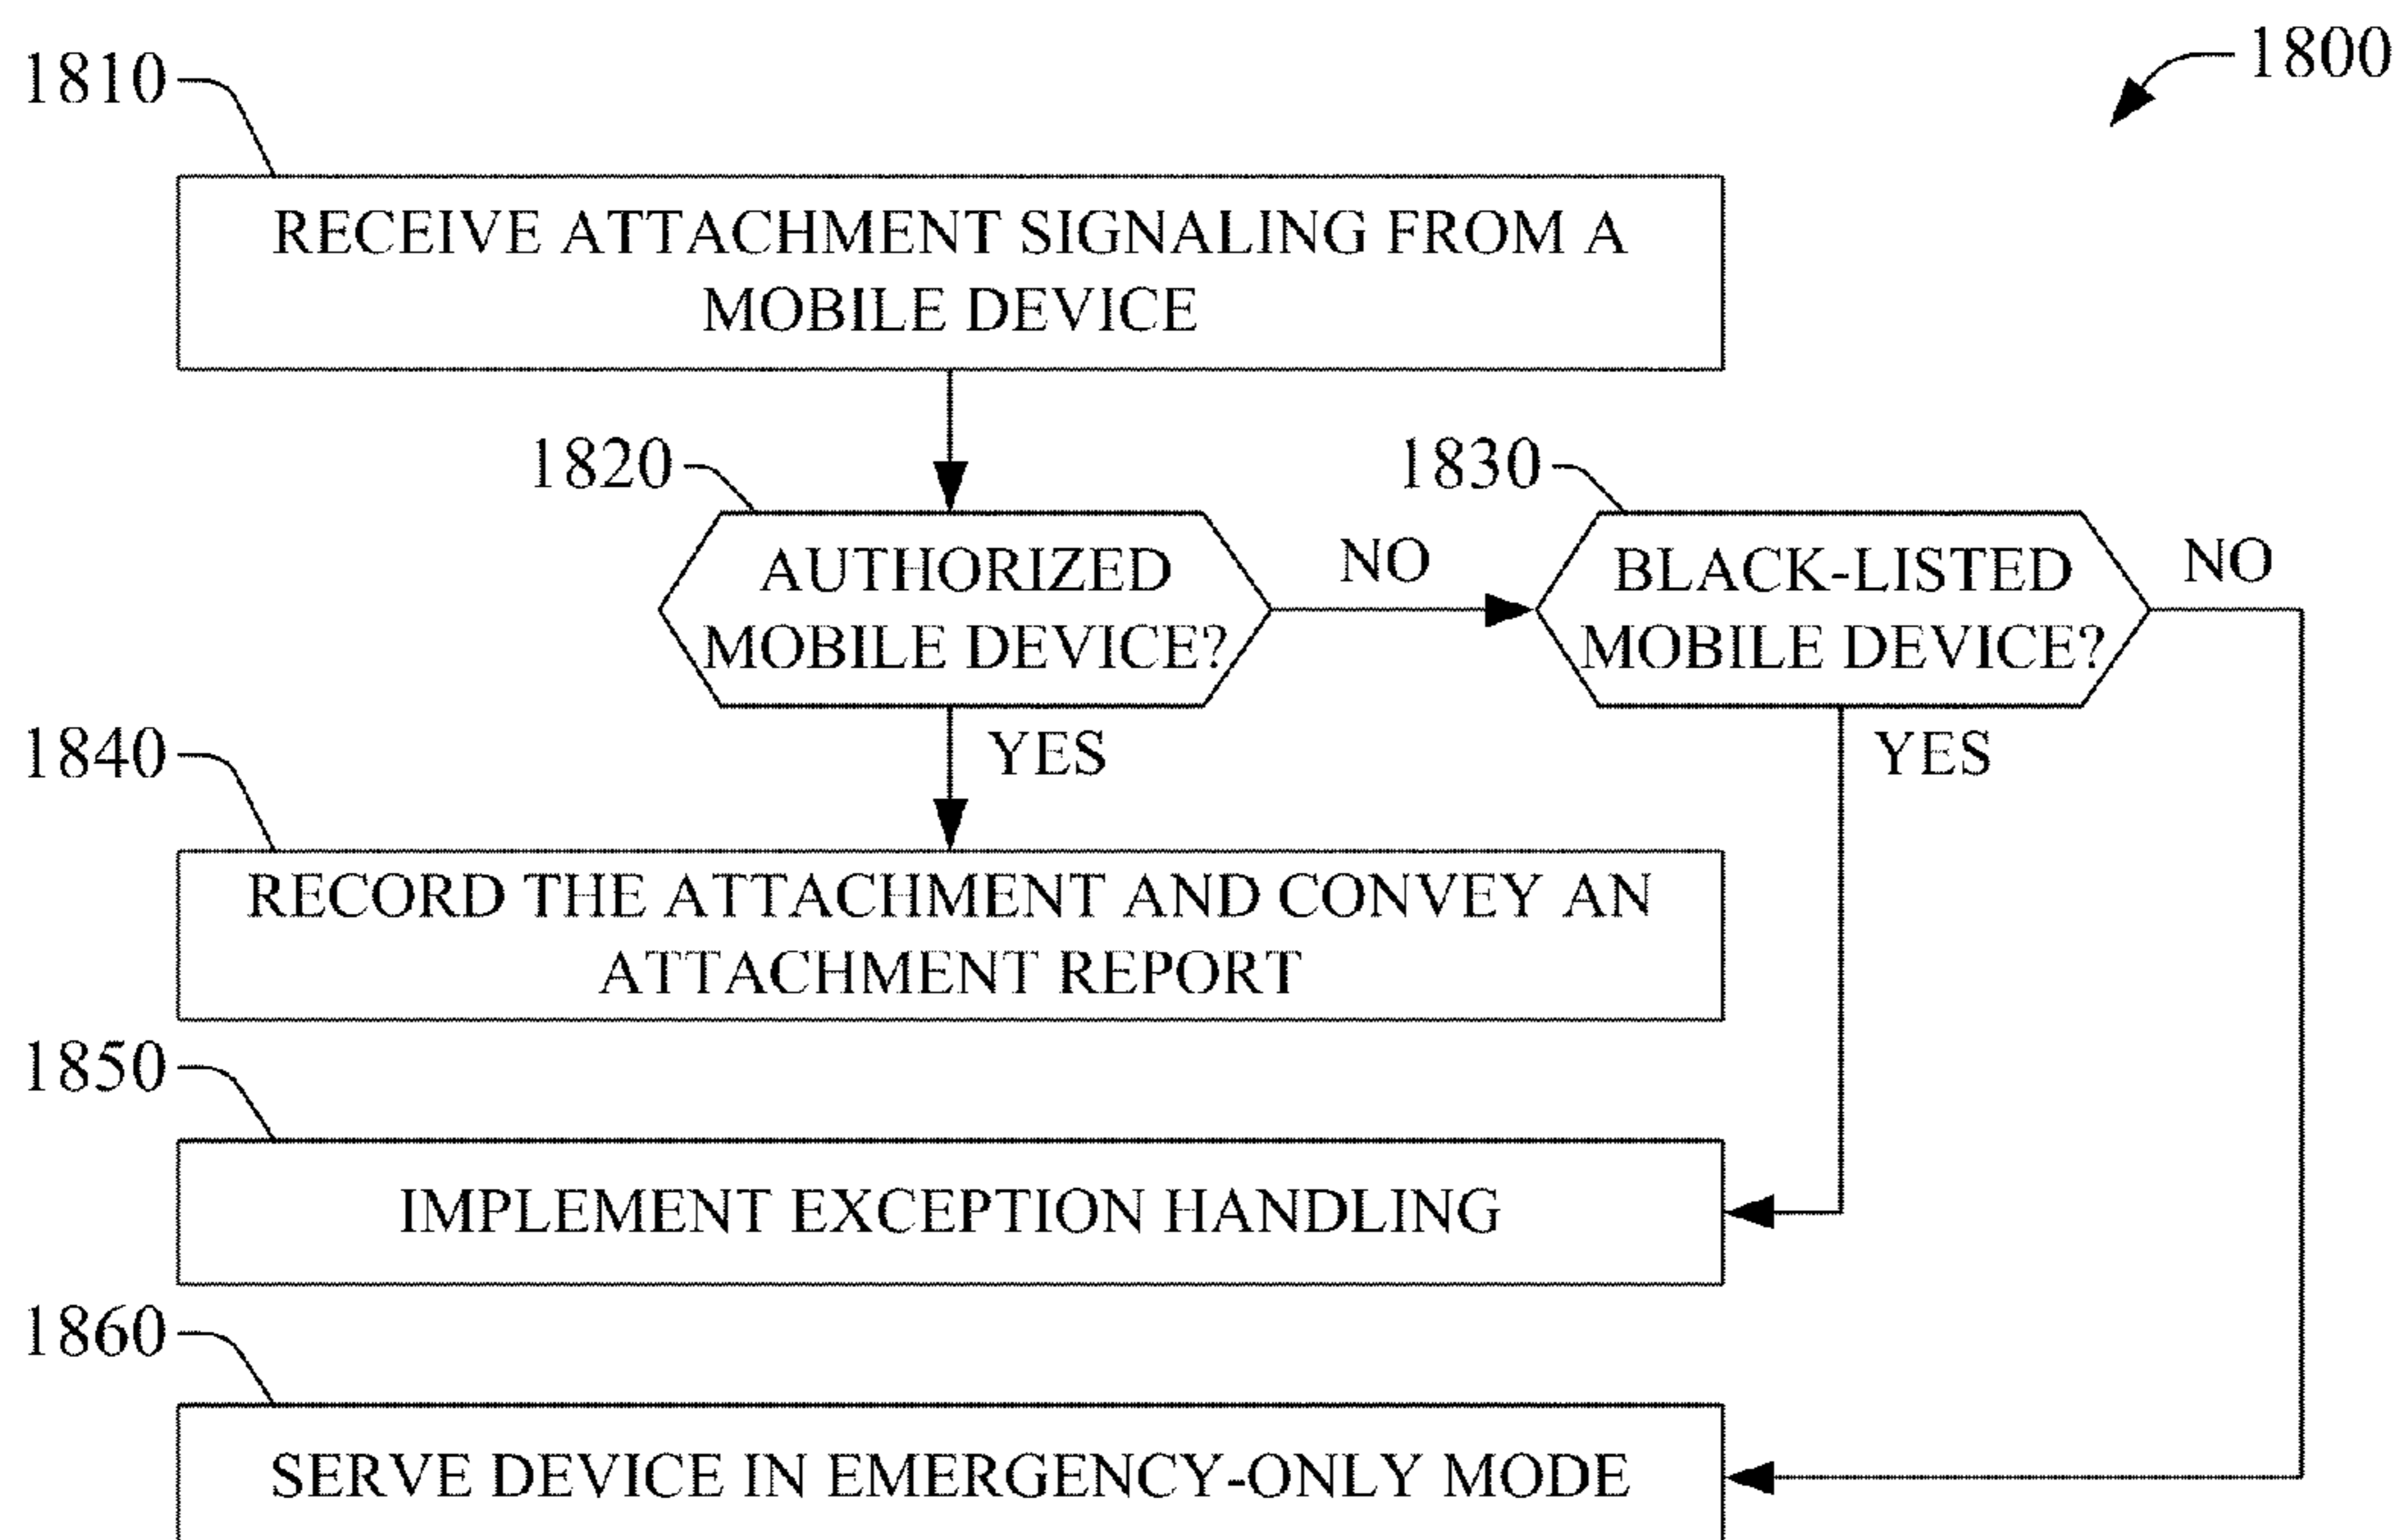 1800
1810
RECEIVE ATTACHMENT SIGNALING FROM A
MOBILE DEVICE
1820
AUTHORIZED
MOBILE DEVICE?
NO
1830
BLACK-LISTED
MOBILE DEVICE?
NO
YES
YES
1840
RECORD THE ATTACHMENT AND CONVEY AN
ATTACHMENT REPORT
1850
IMPLEMENT EXCEPTION HANDLING
1860
SERVE DEVICE IN EMERGENCY-ONLY MODE